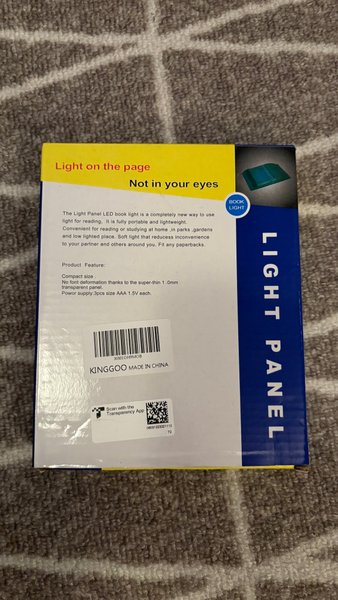 Light on the page
Not in your eyes
BOOK
LIGHT
LIGHT PANEL
The Light Panel LED book light is a completely new way to use
light for reading, It is fully portable and lightweight.
Convenient for reading or studying at home ,in parks ,gardens
and low lighted place. Soft light that reducess inconvenience
to your partner and others around you. Fit any paperbacks.
Product Feature:
Compact size :
No foot deformation thanks to the super-thin 1 .0mm
transparent panel.
Power supply:3pcs size AAA 1.5V each.
KINGGOO MADE IN CHINA
Scan with the
Transparency App